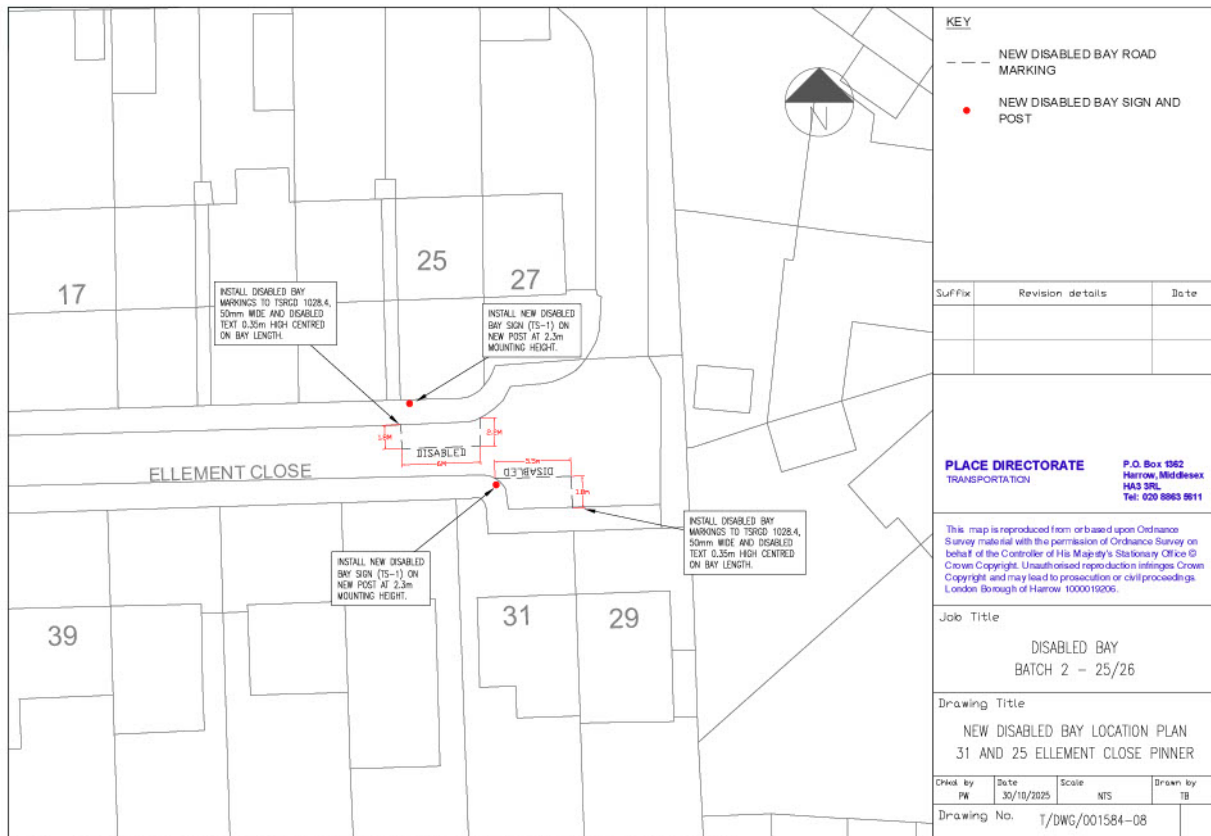 17
25
27
INSTALL DISABLED BAY
MARKINGS TO TSRGD 1028.4,
50mm WIDE AND DISABLED
TEXT 0.35m HIGH CENTRED
ON BAY LENGTH.
INSTALL NEW DISABLED
BAY SIGN (TS-1) ON
NEW POST AT 2.3m
MOUNTING HEIGHT.
DISABLED
6M
ELLEMENT CLOSE
5.5m
DISABLED
1.8m
INSTALL NEW DISABLED
BAY SIGN (TS-1) ON
NEW POST AT 2.3m
MOUNTING HEIGHT.
INSTALL DISABLED BAY
MARKINGS TO TSRGD 1028.4,
50mm WIDE AND DISABLED
TEXT 0.35m HIGH CENTRED
ON BAY LENGTH.
39
31
29
N
KEY
NEW DISABLED BAY ROAD
MARKING
NEW DISABLED BAY SIGN AND
POST
Suffix Revision details Date
PLACE DIRECTORATE
TRANSPORTATION
P.O. Box 1362
Harrow, Middlesex
HA3 3RL
Tel: 020 8863 5611
This map is reproduced from or based upon Ordnance
Survey material with the permission of Ordnance Survey on
behalf of the Controller of His Majesty's Stationary Office ©
Crown Copyright. Unauthorised reproduction infringes Crown
Copyright and may lead to prosecution or civil proceedings.
London Borough of Harrow 1000019206.
Job Title
DISABLED BAY
BATCH 2 - 25/26
Drawing Title
NEW DISABLED BAY LOCATION PLAN
31 AND 25 ELLEMENT CLOSE PINNER
Chkd by Date Scale Drawn by
PW 30/10/2025 NTS TB
Drawing No. T/DWG/001584-08